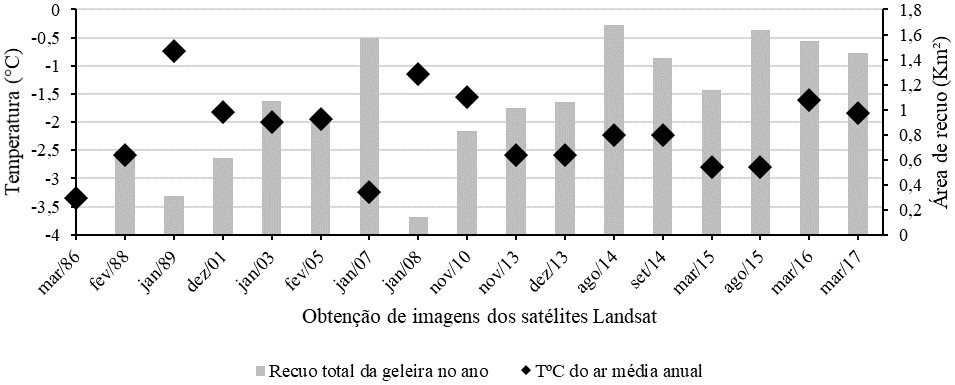 0
-0,5
-1
-1,5
-2
-2,5
-3
-3,5
-4
Temperatura (°C)
1,8
1,6
1,4
1,2
1
0,8
0,6
0,4
0,2
0
Área de recuo (Km²)
mar/86
fev/88
jan/89
dez/01
jan/03
fev/05
jan/07
jan/08
nov/10
nov/13
dez/13
ago/14
set/14
mar/15
ago/15
mar/16
mar/17
Obtenção de imagens dos satélites Landsat
Recuo total da geleira no ano
TºC do ar média anual